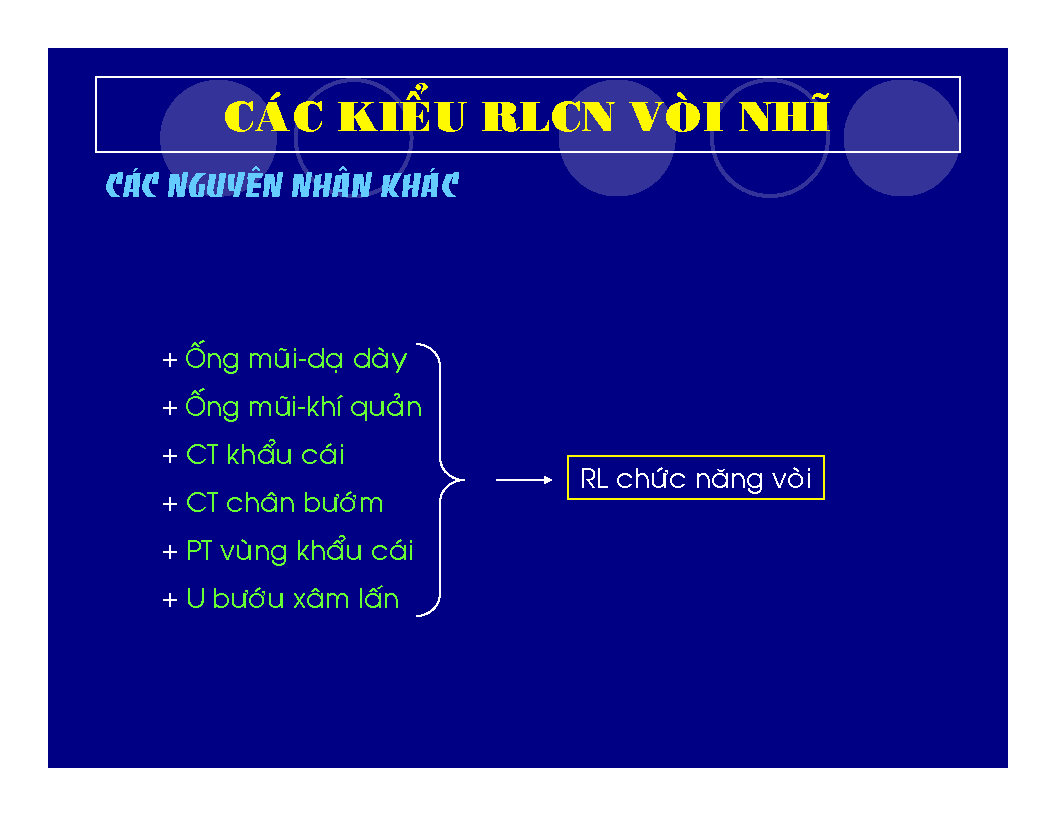 CÁC KIỂU RLCN VÒI NHĨ
CÁC NGUYÊN NHÂN KHÁC
+ Ống mũi-dạ dày
+ Ống mũi-khí quản
+ CT khẩu cái
+ CT chân bướm
+ PT vùng khẩu cái
+ U bướu xâm lấn
RL chức năng vòi